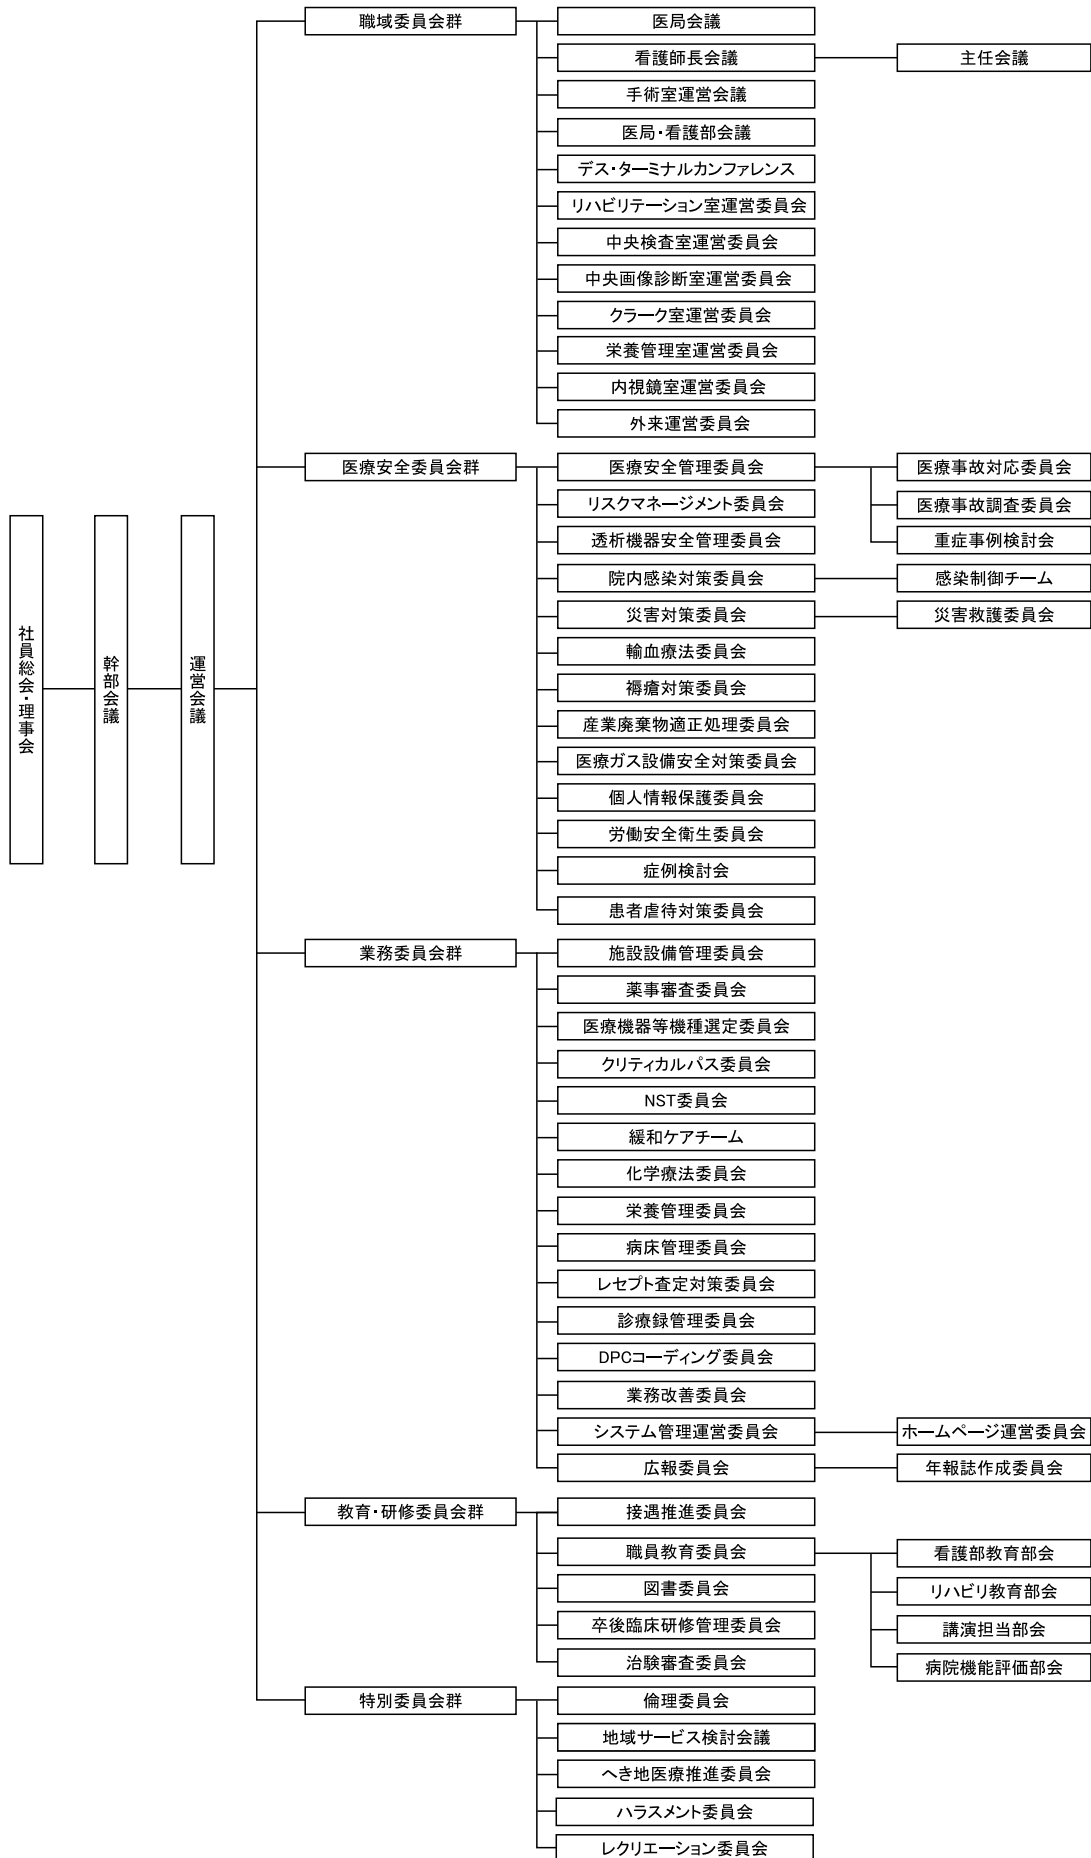 社員総会・理事会
幹部会議
運営会議
職域委員会群
医局会議
看護師長会議
主任会議
手術室運営会議
医局・看護部会議
デス・ターミナルカンファレンス
リハビリテーション室運営委員会
中央検査室運営委員会
中央画像診断室運営委員会
クラーク室運営委員会
栄養管理室運営委員会
内視鏡室運営委員会
外来運営委員会
医療安全委員会群
医療安全管理委員会
医療事故対応委員会
医療事故調査委員会
重症事例検討会
リスクマネージメント委員会
透析機器安全管理委員会
院内感染対策委員会
感染制御チーム
災害対策委員会
災害救護委員会
輸血療法委員会
褥瘡対策委員会
産業廃棄物適正処理委員会
医療ガス設備安全対策委員会
個人情報保護委員会
労働安全衛生委員会
症例検討会
患者虐待対策委員会
業務委員会群
施設設備管理委員会
薬事審査委員会
医療機器等機種選定委員会
クリティカルパス委員会
NST委員会
緩和ケアチーム
化学療法委員会
栄養管理委員会
病床管理委員会
レセプト査定対策委員会
診療録管理委員会
DPCコーディング委員会
業務改善委員会
システム管理運営委員会
ホームページ運営委員会
広報委員会
年報誌作成委員会
教育・研修委員会群
接遇推進委員会
職員教育委員会
看護部教育部会
リハビリ教育部会
講演担当部会
病院機能評価部会
図書委員会
卒後臨床研修管理委員会
治験審査委員会
特別委員会群
倫理委員会
地域サービス検討会議
へき地医療推進委員会
ハラスメント委員会
レクリエーション委員会